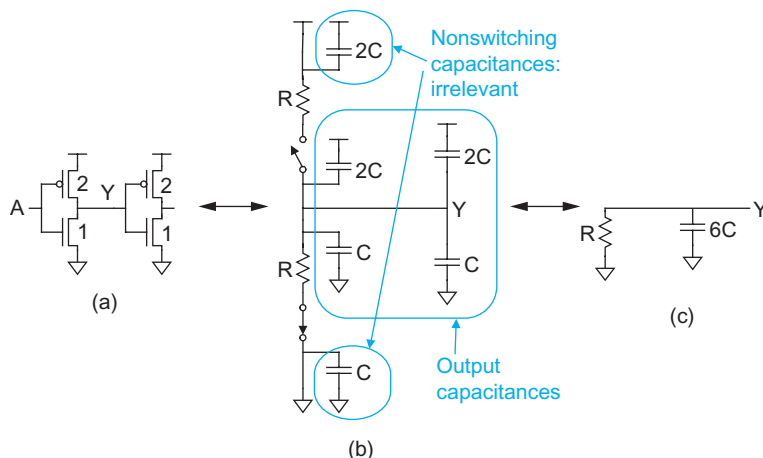 Nonswitching
capacitances:
irrelevant
2C
R
2C
2C
A
2
1
Y
2
1
Y
C
C
R
C
Output
capacitances
R
6C
Y
(a)
(b)
(c)